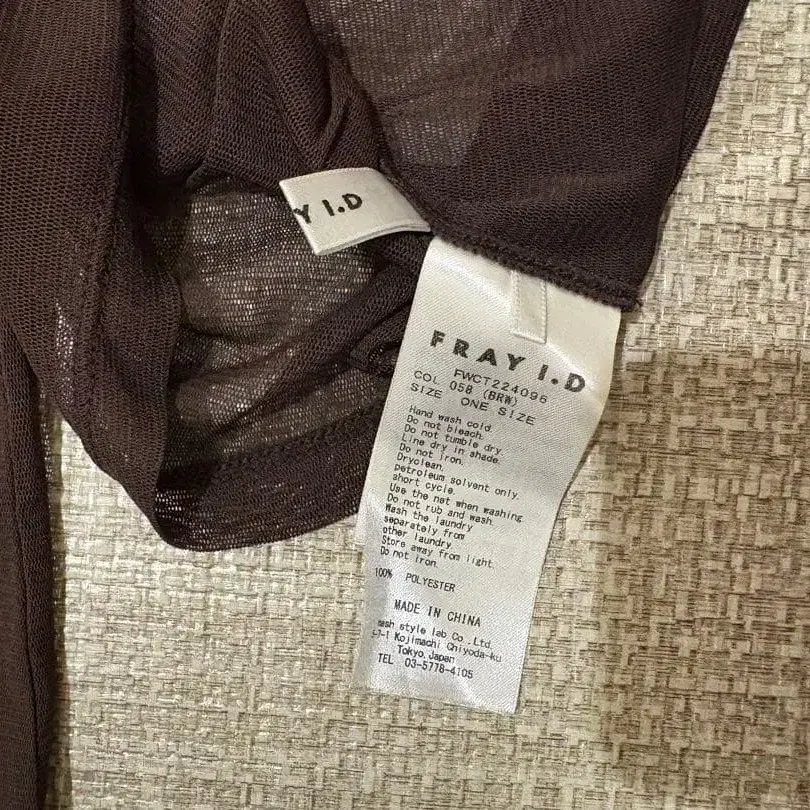 Y I.D
FRAY I.D
FWCT224096
COL 058 (BRW)
SIZE ONE SIZE
Hand wash cold.
Do not bleach.
Do not tumble dry.
Line dry in shade.
Do not iron.
Dryclean,
petroleum solvent only.
short cycle.
Use the net when washing
Do not rub and wash.
Wash the laundry
separately from
other laundry.
Store away from light.
Do not iron.
100% POLYESTER
MADE IN CHINA
style lab Co.,Ltd.
Kojimachi Chiyoda-ku
Tokyo,Japan
TEL 03-5778-4105